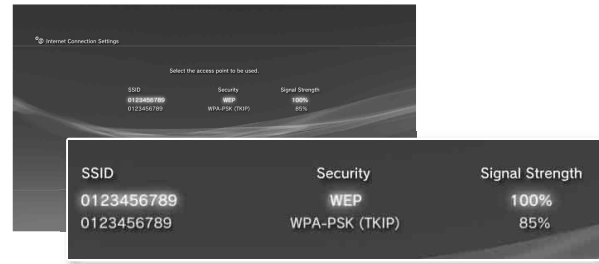 Internet Connection Settings
Select the access point to be used.
SSID Security Signal Strength
0123456789 WEP 100%
0123456789 WPA-PSK (TKIP) 85%
SSID Security Signal Strength
0123456789 WEP 100%
0123456789 WPA-PSK (TKIP) 85%